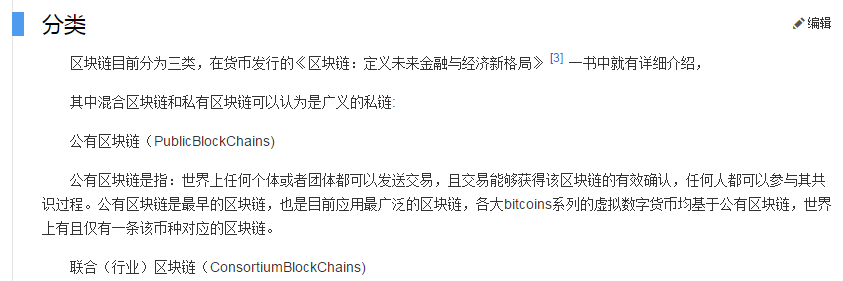 分类
编辑
区块链目前分为三类，在货币发行的《区块链：定义未来金融与经济新格局》 [3] 一书中就有详细介绍，
其中混合区块链和私有区块链可以认为是广义的私链:
公有区块链（PublicBlockChains)
公有区块链是指：世界上任何个体或者团体都可以发送交易，且交易能够获得该区块链的有效确认，任何人都可以参与其共
识过程。公有区块链是最早的区块链，也是目前应用最广泛的区块链，各大bitcoins系列的虚拟数字货币均基于公有区块链，世界
上有且仅有一条该币种对应的区块链。
联合（行业）区块链（ConsortiumBlockChains)